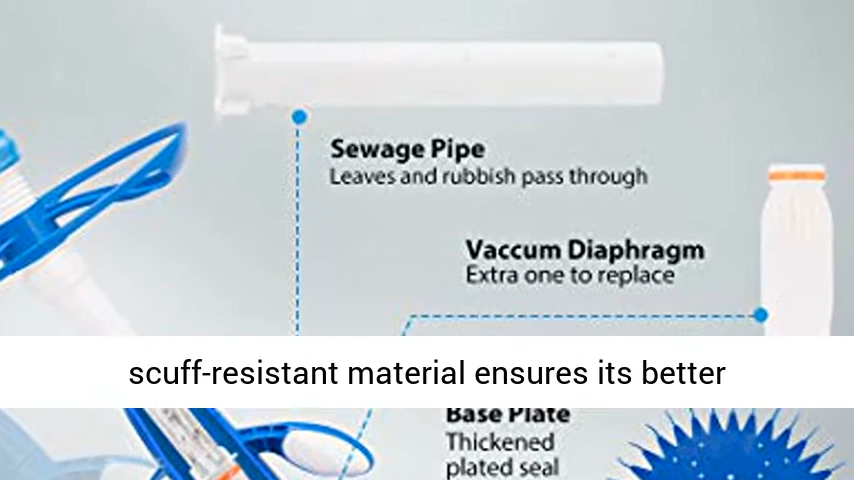 Sewage Pipe
Leaves and rubbish pass through
Vaccum Diaphragm
Extra one to replace
scuff-resistant material ensures its better
Base Plate
Thickened
plated seal